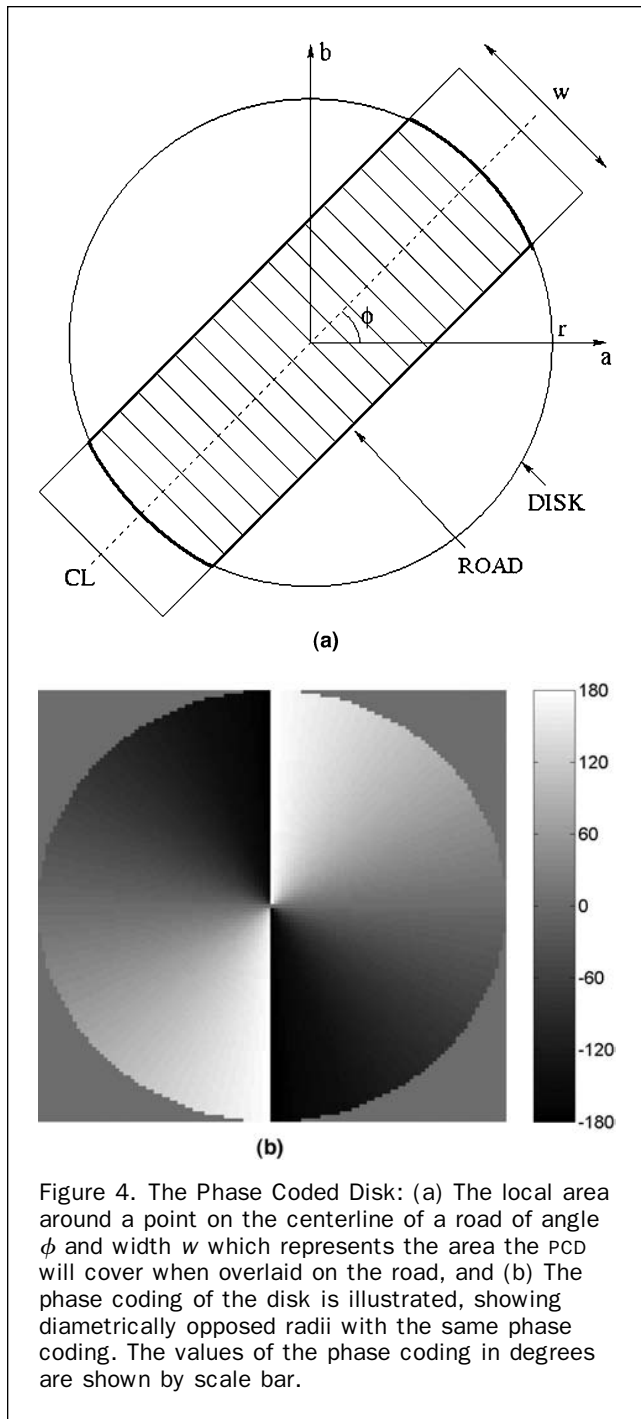 b
w
ϕ
r
a
DISK
CL
ROAD
(a)
180
120
60
0
-60
-120
-180
(b)
Figure 4. The Phase Coded Disk: (a) The local area
around a point on the centerline of a road of angle
ϕ and width w which represents the area the PCD
will cover when overlaid on the road, and (b) The
phase coding of the disk is illustrated, showing
diametrically opposed radii with the same phase
coding. The values of the phase coding in degrees
are shown by scale bar.